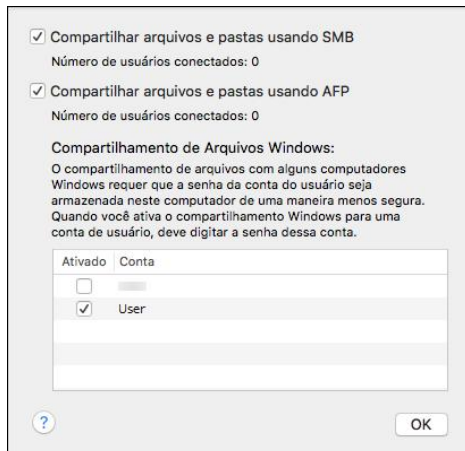 Compartilhar arquivos e pastas usando SMB
Número de usuários conectados: 0
Compartilhar arquivos e pastas usando AFP
Número de usuários conectados: 0
Compartilhamento de Arquivos Windows:
O compartilhamento de arquivos com alguns computadores
Windows requer que a senha da conta do usuário seja
armazenada neste computador de uma maneira menos segura.
Quando você ativa o compartilhamento Windows para uma
conta de usuário, deve digitar a senha dessa conta.
Ativado Conta
User
? OK